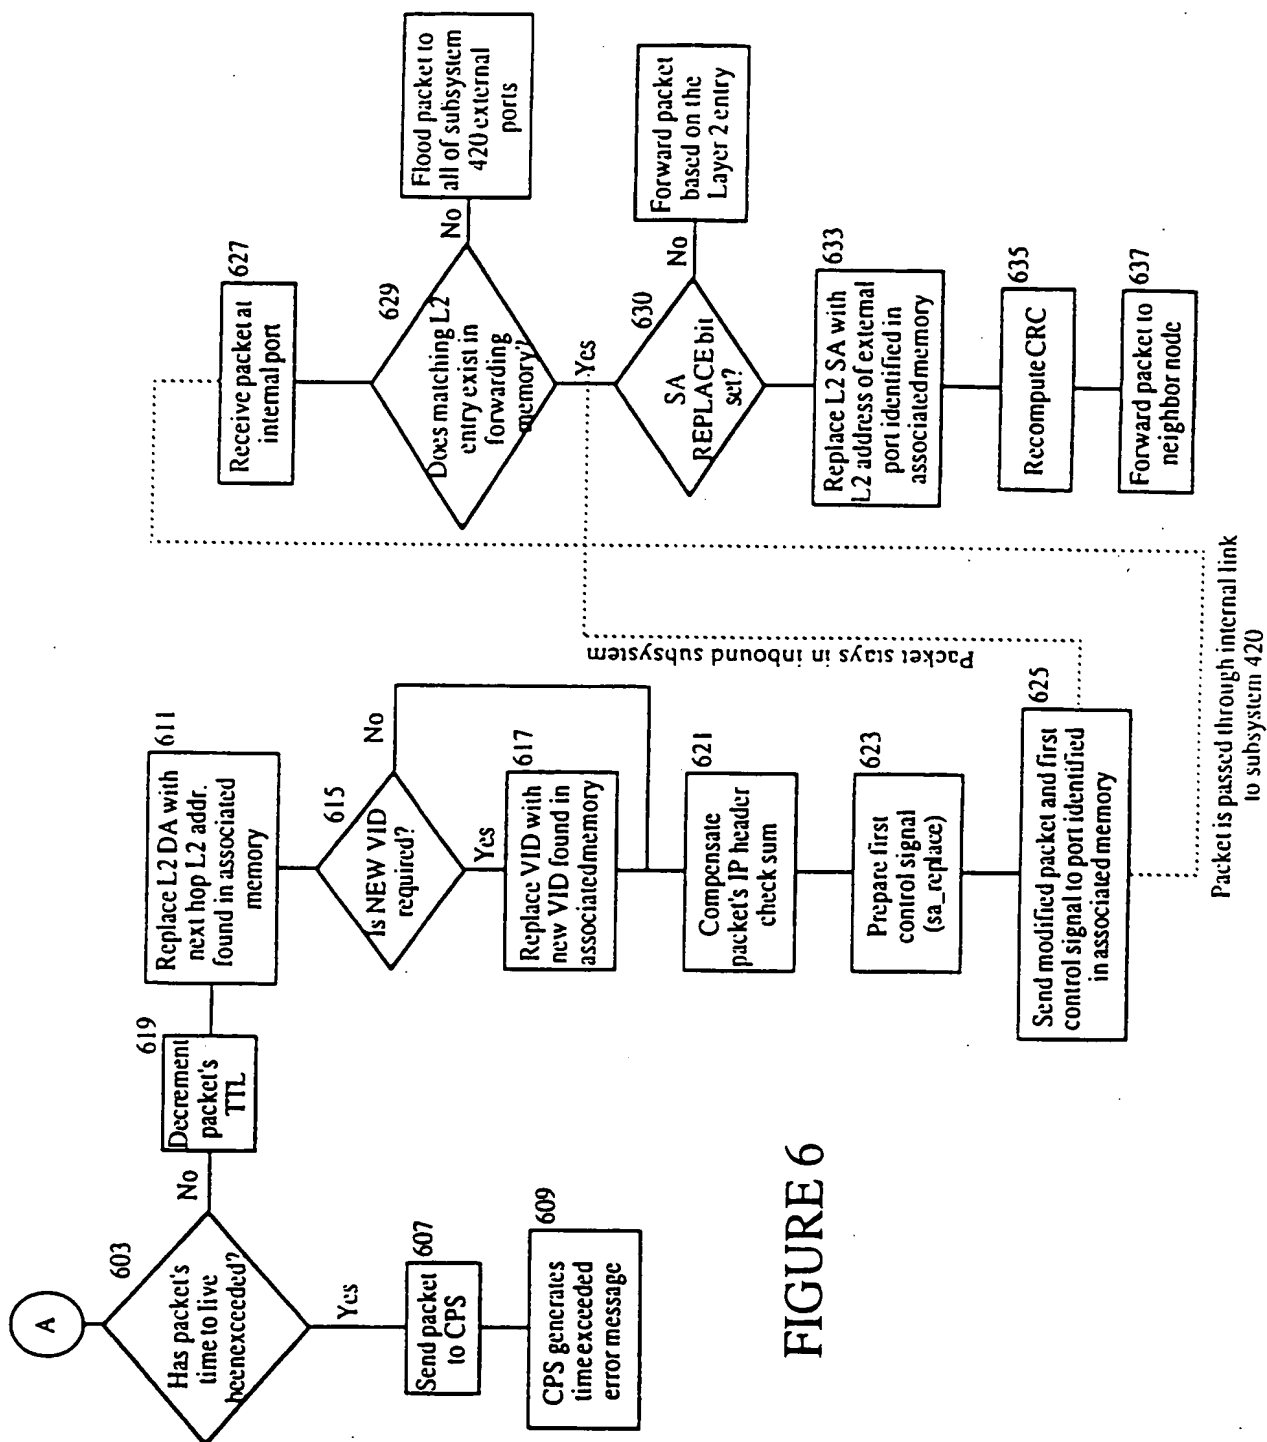 A
603
Has packet's
time to live
beenexceeded?
No
Yes
607
Send packet
to CPS
609
CPS generates
time exceeded
error message
619
Decrement
packet's
TTL
611
Replace L2 DA with
next hop L2 addr.
found in associated
memory
615
Is NEW VID
required?
No
Yes
617
Replace VID with
new VID found in
associatedmemory
621
Compensate
packet's IP header
check sum
623
Prepare first
control signal
(sa_replace)
625
Send modified packet and first
control signal to port identified
in associated memory
Packet stays in inbound subsystem
Packet is passed through internal link
to subsystem 420
627
Receive packet at
internal port
629
Does matching L2
entry exist in
forwarding
memory?
No
Flood packet to
all of subsystem
420 external
ports
Yes
630
SA
REPLACE bit
set?
No
Forward packet
based on the
Layer 2 entry
633
Replace L2 SA with
L2 address of external
port identified in
associatedmemory
635
Recompute CRC
637
Forward packet to
neighbor node
FIGURE 6